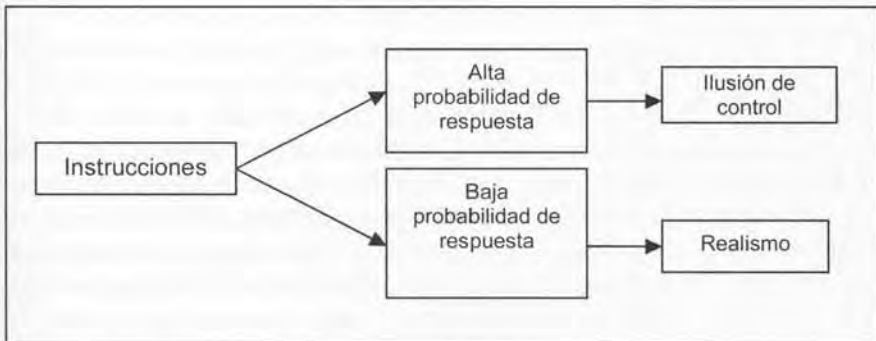 Instrucciones
Alta
probabilidad de
respuesta
Ilusión de
control
Baja
probabilidad de
respuesta
Realismo